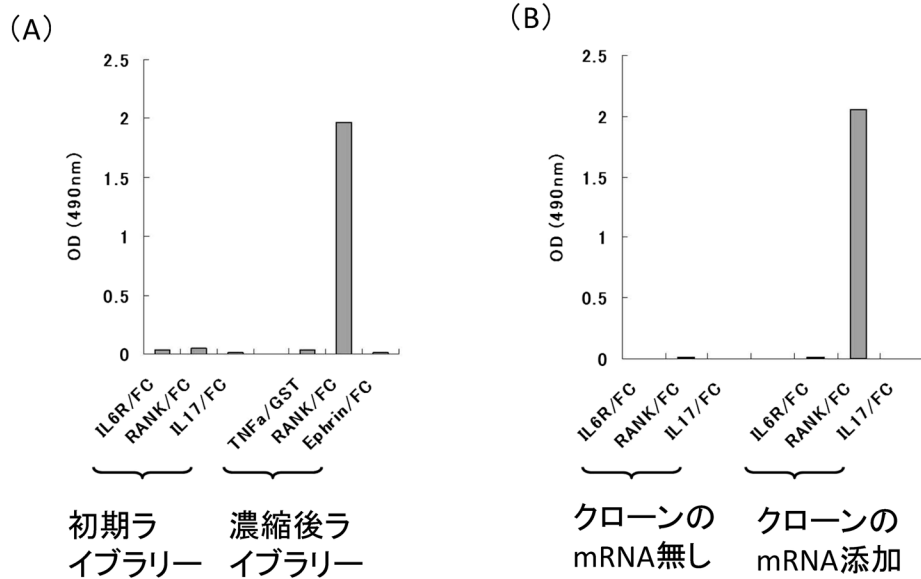 (A)
2.5
2
1.5
1
0.5
0
OD (490nm)
IL6R/FC
RANK/FC
IL17/FC
TNFa/GST
RANK/FC
Ephrin/FC
初期ラ
イブラリー
濃縮後ラ
イブラリー
(B)
2.5
2
1.5
1
0.5
0
OD (490nm)
IL6R/FC
RANK/FC
IL17/FC
IL6R/FC
RANK/FC
IL17/FC
クローンの
mRNA無し
クローンの
mRNA添加